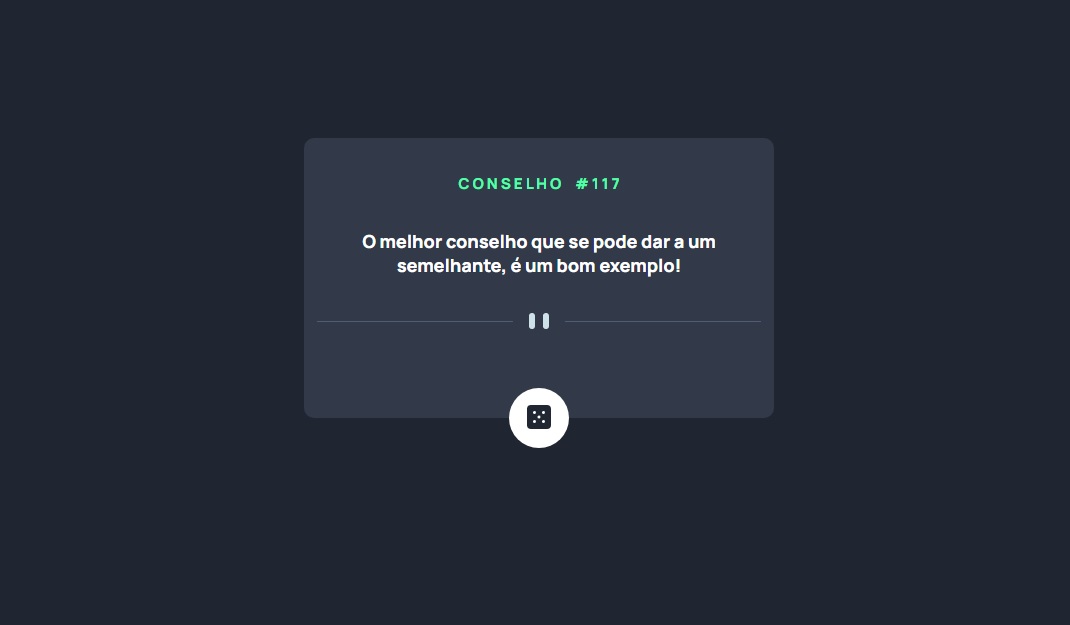 CONSELHO #117
O melhor conselho que se pode dar a um
semelhante, é um bom exemplo!